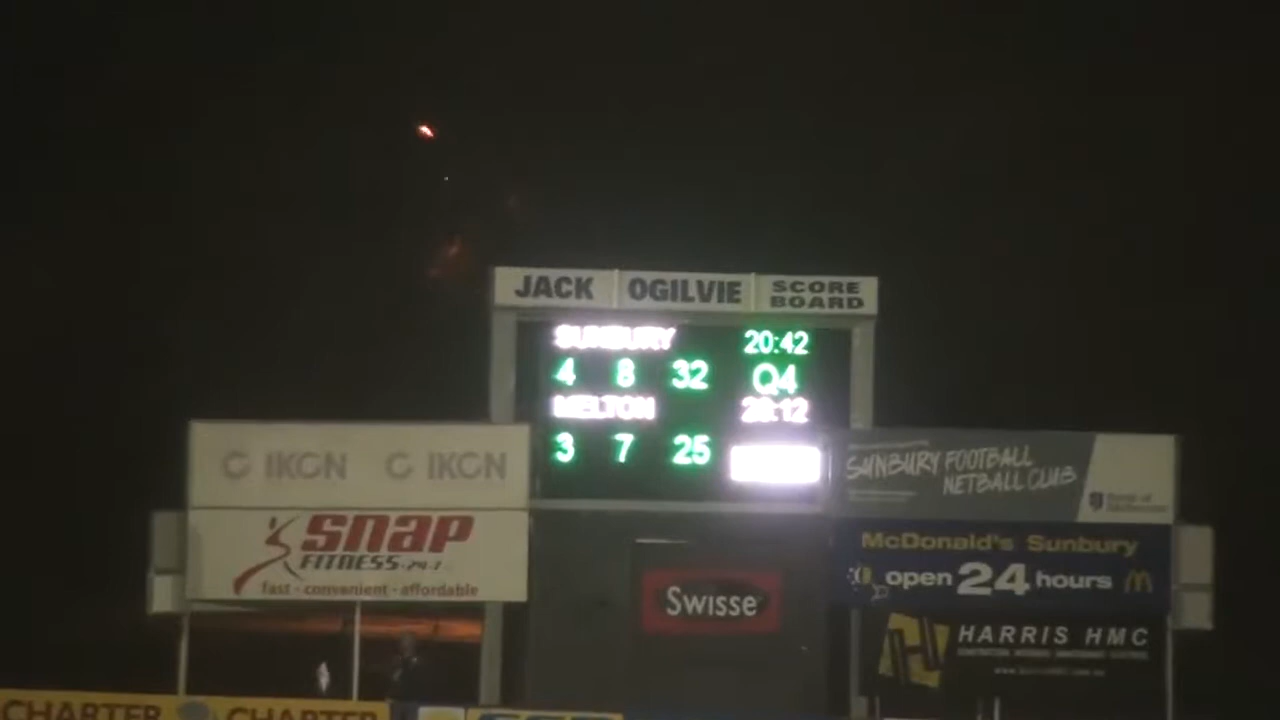 JACK OGILVIE SCORE BOARD
SUNBURY 20:42
4 8 32 Q4
MELTON
3 7 25
IKON IKON
SNAP
FITNESS-24-7
fast - convenient - affordable
Swisse
SUNBURY FOOTBALL
NETBALL CLUB
McDonald's Sunbury
open 24 hours
HARRIS HMC
CHARTER CHARTER